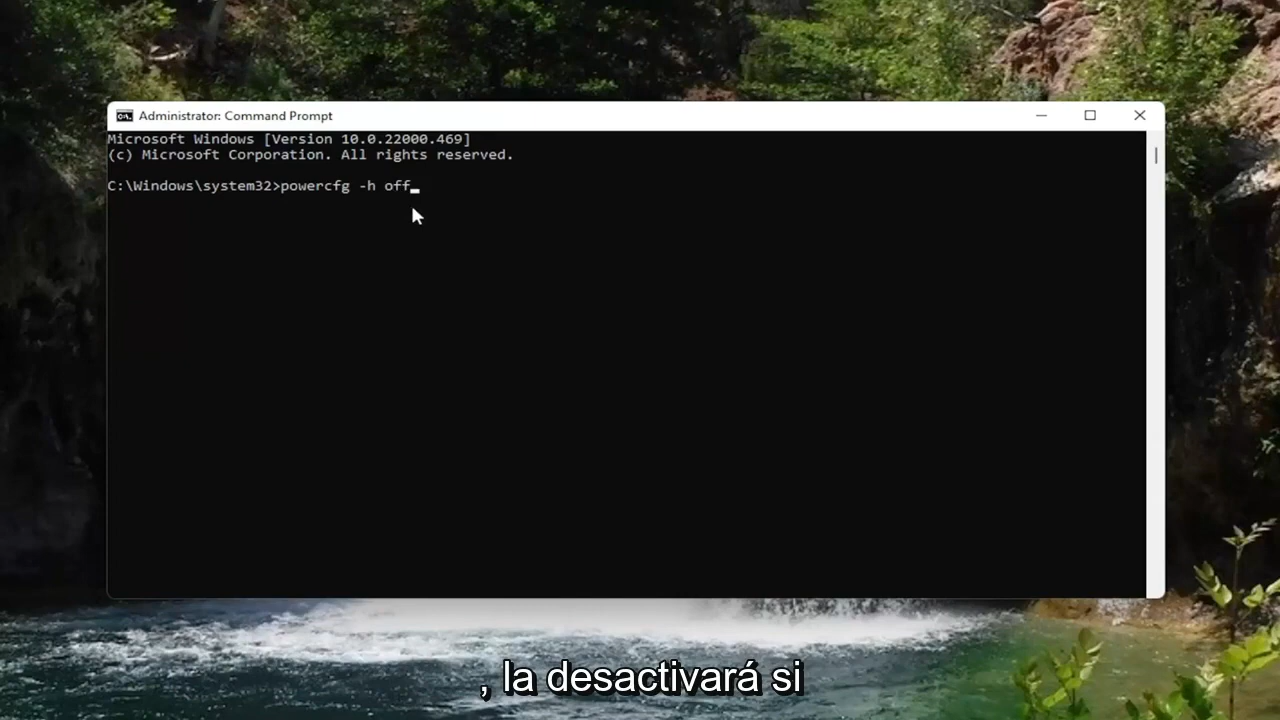 Administrator: Command Prompt
Microsoft Windows [Version 10.0.22000.469]
(c) Microsoft Corporation. All rights reserved.
C:\Windows\system32>powercfg -h off
, la desactivará si